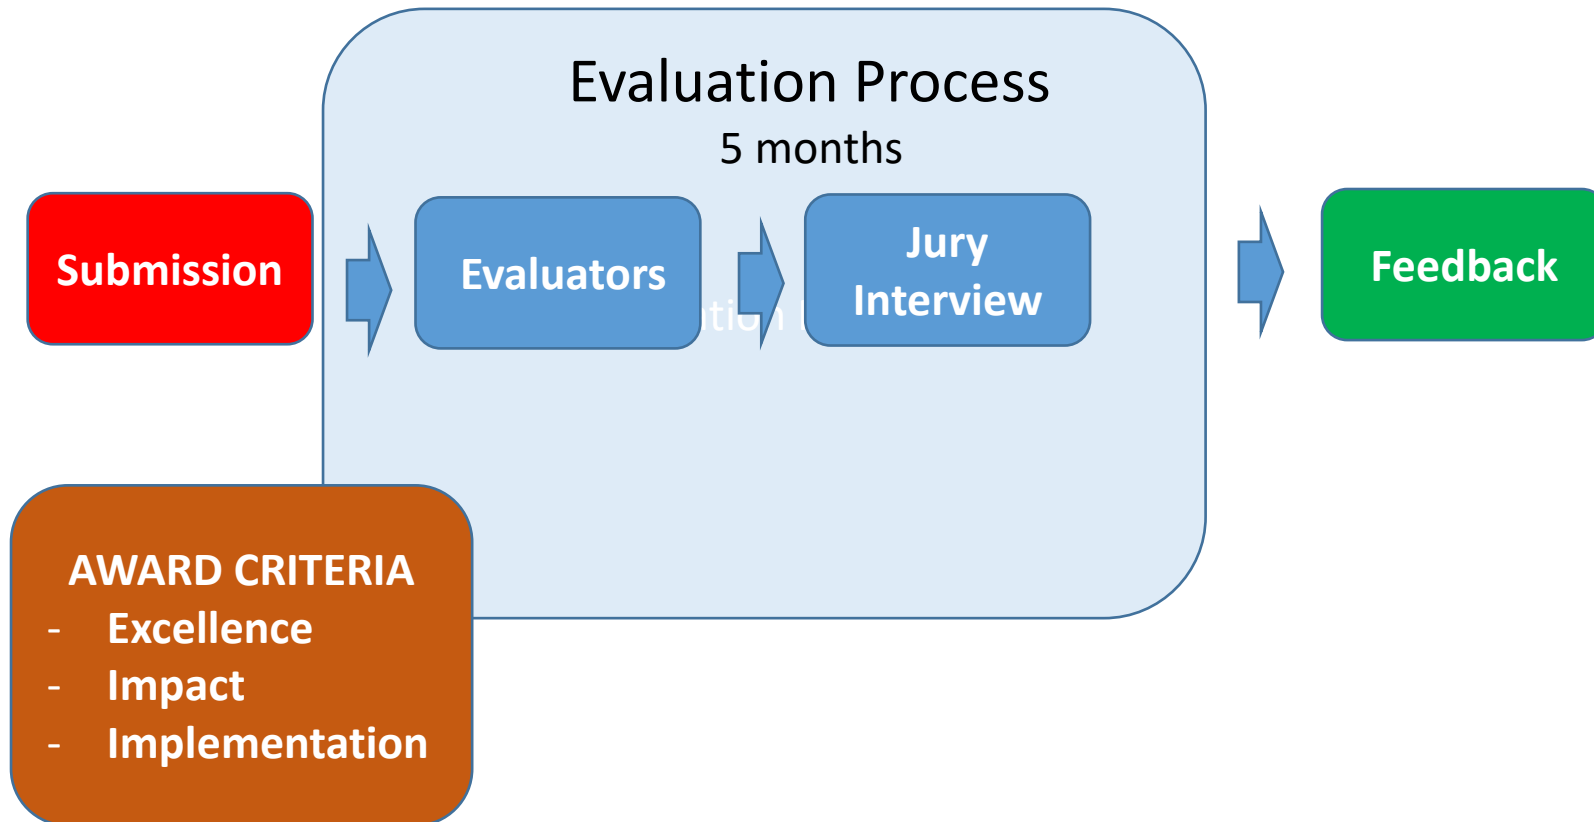 Evaluation Process
5 months
Submission
Evaluators
Jury
Interview
Feedback
AWARD CRITERIA
- Excellence
- Impact
- Implementation